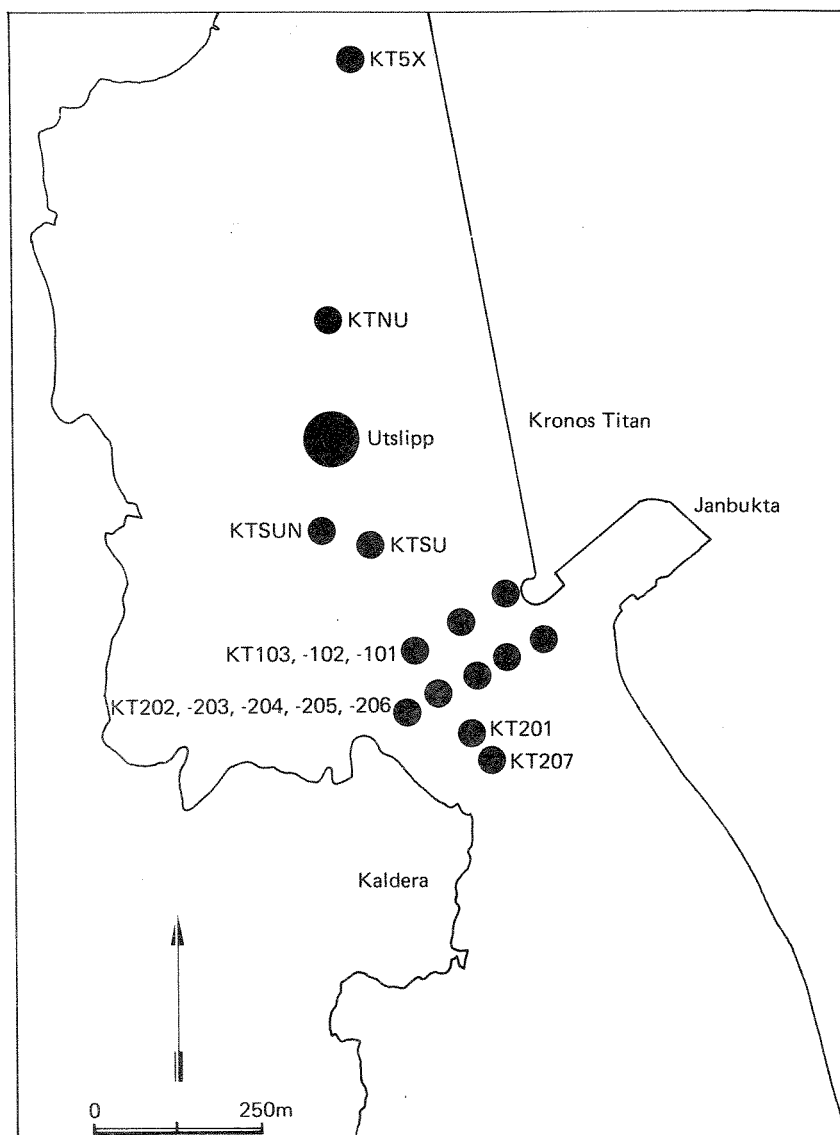 KT5X
KTNU
Utslipp
Kronos Titan
Janbukta
KTSUN
KTSU
KT103, -102, -101
KT202, -203, -204, -205, -206
KT201
KT207
Kaldera
0 250m